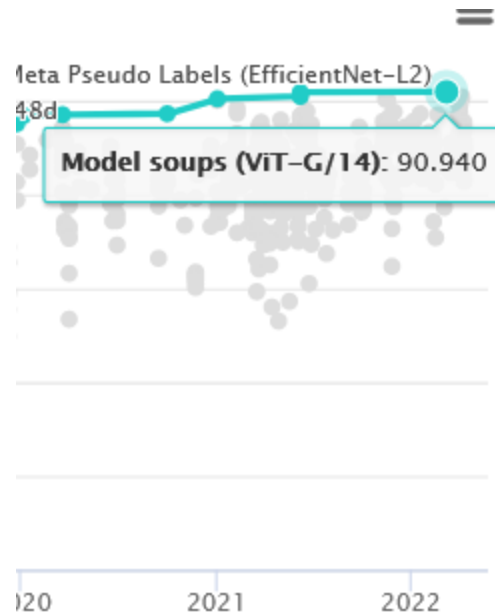 Meta Pseudo Labels (EfficientNet-L2)
48d
Model soups (ViT-G/14): 90.940
020
2021
2022